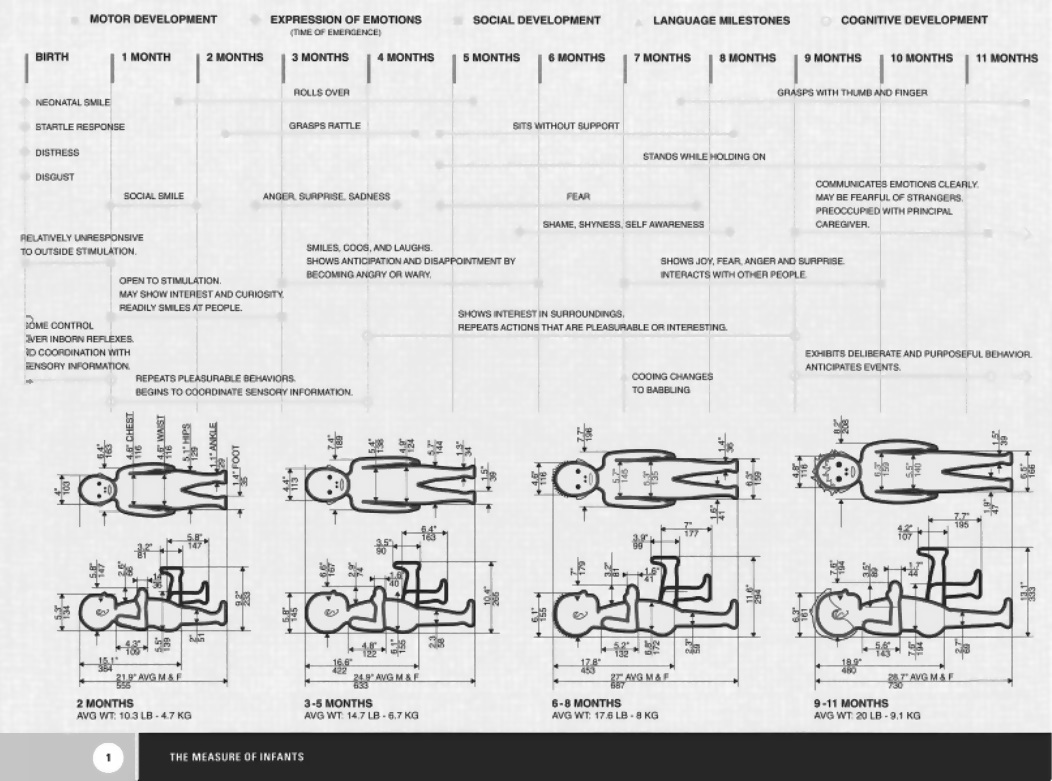 MOTOR DEVELOPMENT
EXPRESSION OF EMOTIONS
(TIME OF EMERGENCE)
SOCIAL DEVELOPMENT
LANGUAGE MILESTONES
COGNITIVE DEVELOPMENT
BIRTH
1 MONTH
2 MONTHS
3 MONTHS
4 MONTHS
5 MONTHS
6 MONTHS
7 MONTHS
8 MONTHS
9 MONTHS
10 MONTHS
11 MONTHS
ROLLS OVER
GRASPS WITH THUMB AND FINGER
NEONATAL SMILE
STARTLE RESPONSE
GRASPS RATTLE
SITS WITHOUT SUPPORT
DISTRESS
STANDS WHILE HOLDING ON
DISGUST
SOCIAL SMILE
ANGER, SURPRISE, SADNESS
FEAR
COMMUNICATES EMOTIONS CLEARLY.
MAY BE FEARFUL OF STRANGERS.
PREOCCUPIED WITH PRINCIPAL
CAREGIVER.
SHAME, SHYNESS, SELF AWARENESS
RELATIVELY UNRESPONSIVE
TO OUTSIDE STIMULATION.
SMILES, COOS, AND LAUGHS.
SHOWS ANTICIPATION AND DISAPPOINTMENT BY
BECOMING ANGRY OR WARY.
SHOWS JOY, FEAR, ANGER AND SURPRISE.
INTERACTS WITH OTHER PEOPLE.
OPEN TO STIMULATION.
MAY SHOW INTEREST AND CURIOSITY.
READILY SMILES AT PEOPLE.
SHOWS INTEREST IN SURROUNDINGS.
REPEATS ACTIONS THAT ARE PLEASURABLE OR INTERESTING.
SOME CONTROL
OVER INBORN REFLEXES.
NO COORDINATION WITH
SENSORY INFORMATION.
EXHIBITS DELIBERATE AND PURPOSEFUL BEHAVIOR.
ANTICIPATES EVENTS.
REPEATS PLEASURABLE BEHAVIORS.
BEGINS TO COORDINATE SENSORY INFORMATION.
COOING CHANGES
TO BABBLING
6.4" 163
4.6" CHEST 116
4.6" WAIST 116
5.1" HIPS 129
1.1" ANKLE 29
1.4" FOOT 35
4" 103
5.8" 147
3.2" 81
5.8" 147
2.6" 66
5.3" 134
9.2" 233
4.3" 109
5.5" 139
2" 51
15.1"
384
21.9" AVG M & F
555
2 MONTHS
AVG WT: 10.3 LB - 4.7 KG
7.4" 189
5.4" 138
4.9" 124
5.7" 144
1.3" 34
1.5" 39
4.4" 113
6.4" 163
3.5" 90
6.6" 167
2.9" 74
1.6" 40
5.8" 145
10.4" 265
4.8" 122
6.1" 155
2.3 58
16.6"
422
24.9" AVG M & F
633
3-5 MONTHS
AVG WT: 14.7 LB - 6.7 KG
7.7" 196
5.7" 145
5.3" 135
1.4" 36
6.3" 159
4.6" 116
1.6" 41
7" 177
3.9" 99
7" 179
3.2" 81
1.6" 41
6.1" 155
11.6" 294
5.2" 132
6.8" 172
2.3" 59
17.8"
453
27" AVG M & F
687
6-8 MONTHS
AVG WT: 17.6 LB - 8 KG
8.2" 208
6.3" 159
5.5" 140
1.5" 39
6.5" 166
4.8" 116
1.9" 47
7.7" 195
4.2" 107
7.6" 194
3.5" 89
1.7" 44
6.3" 161
13.1" 333
5.6" 143
7.6" 194
2.7" 69
18.9"
480
28.7" AVG M & F
730
9-11 MONTHS
AVG WT: 20 LB - 9.1 KG
1
THE MEASURE OF INFANTS